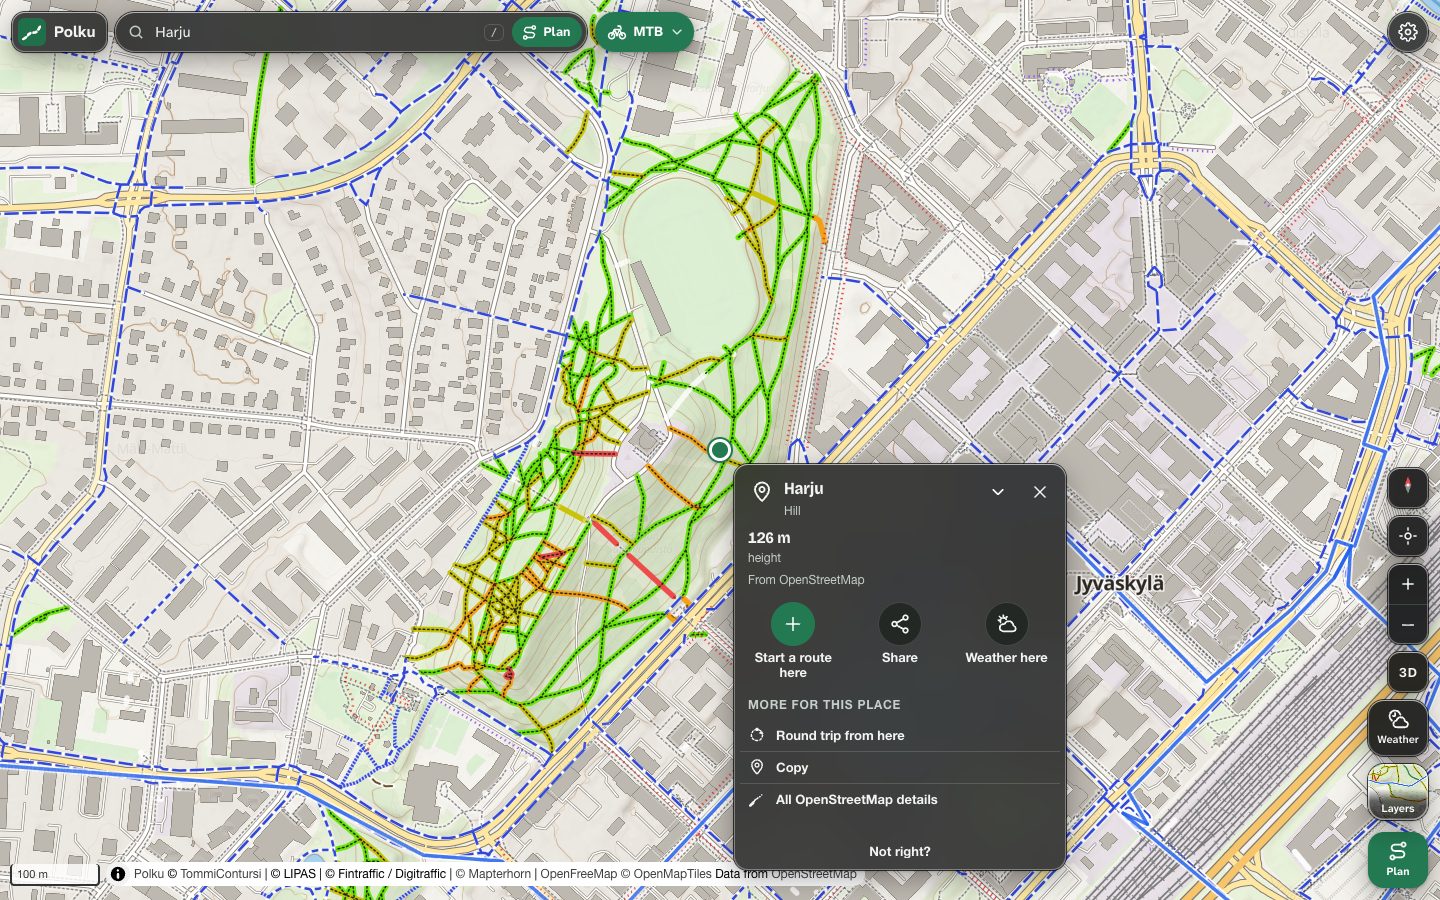 Polku
Harju
/
Plan
MTB
Harju
Hill
126 m
height
From OpenStreetMap
Start a route here
Share
Weather here
MORE FOR THIS PLACE
Round trip from here
Copy
All OpenStreetMap details
Not right?
Jyväskylä
3D
Weather
Layers
Plan
100 m
Polku © TommiContursi | © LIPAS | © Fintraffic / Digitraffic | © Mapterhorn | OpenFreeMap © OpenMapTiles Data from OpenStreetMap